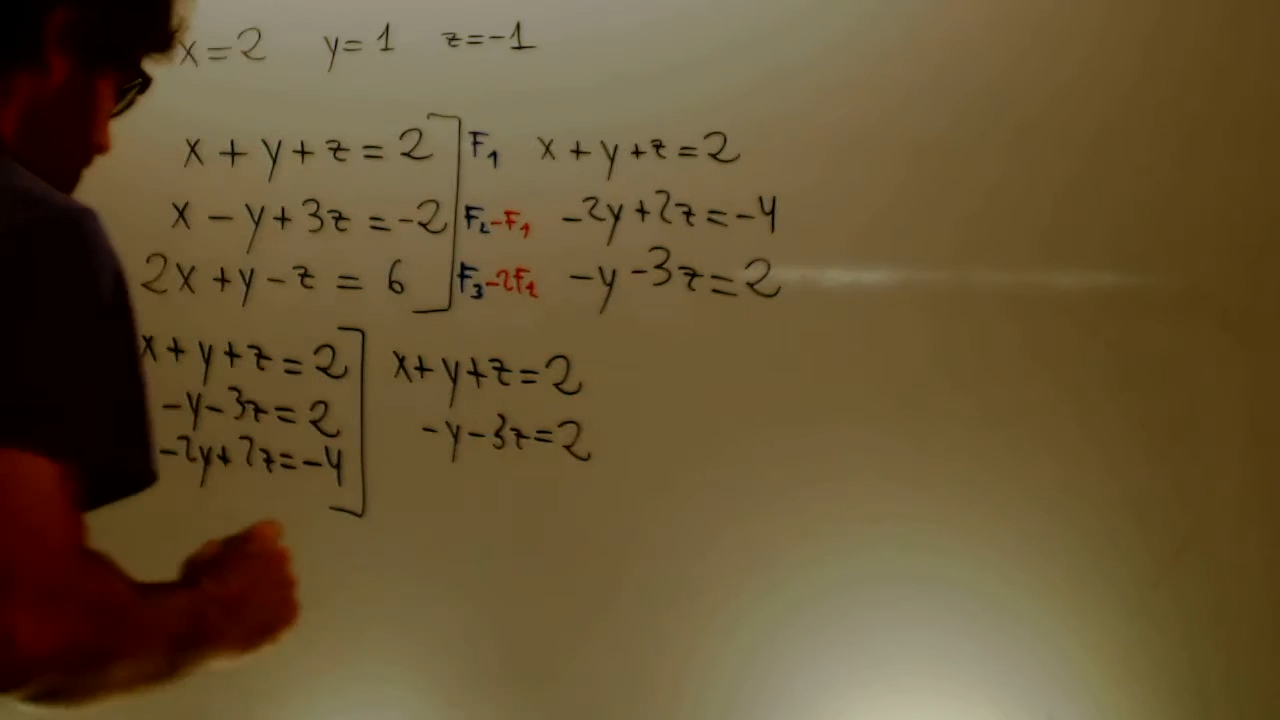 x=2 y=1 z=-1
x+y+z=2 F1 x+y+z=2
x-y+3z=-2 F2-F1 -2y+2z=-4
2x+y-z=6 F3-2F1 -y-3z=2
x+y+z=2 x+y+z=2
-y-3z=2 -y-3z=2
-2y+2z=-4